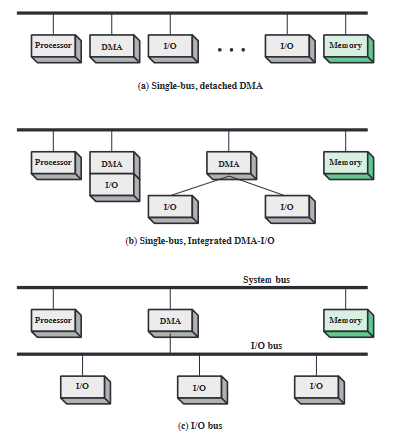 Processor DMA I/O • • • I/O Memory
(a) Single-bus, detached DMA
Processor DMA DMA Memory
I/O
I/O I/O
(b) Single-bus, Integrated DMA-I/O
System bus
Processor DMA Memory
I/O bus
I/O I/O I/O
(c) I/O bus